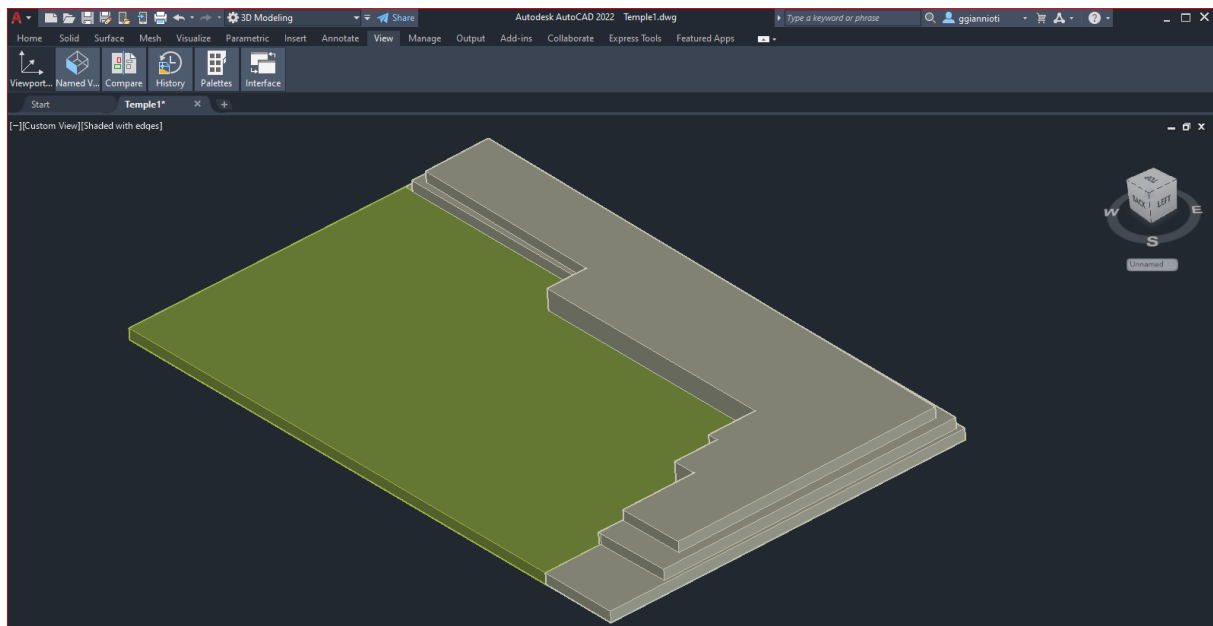 A 3D Modeling Share Autodesk AutoCAD 2022 Temple1.dwg Type a keyword or phrase ggiannioti
Home Solid Surface Mesh Visualize Parametric Insert Annotate View Manage Output Add-ins Collaborate Express Tools Featured Apps
Viewport... Named V... Compare History Palettes Interface
Start Temple1*
[−][Custom View][Shaded with edges]
TOP
BACK LEFT
W E
S
Unnamed